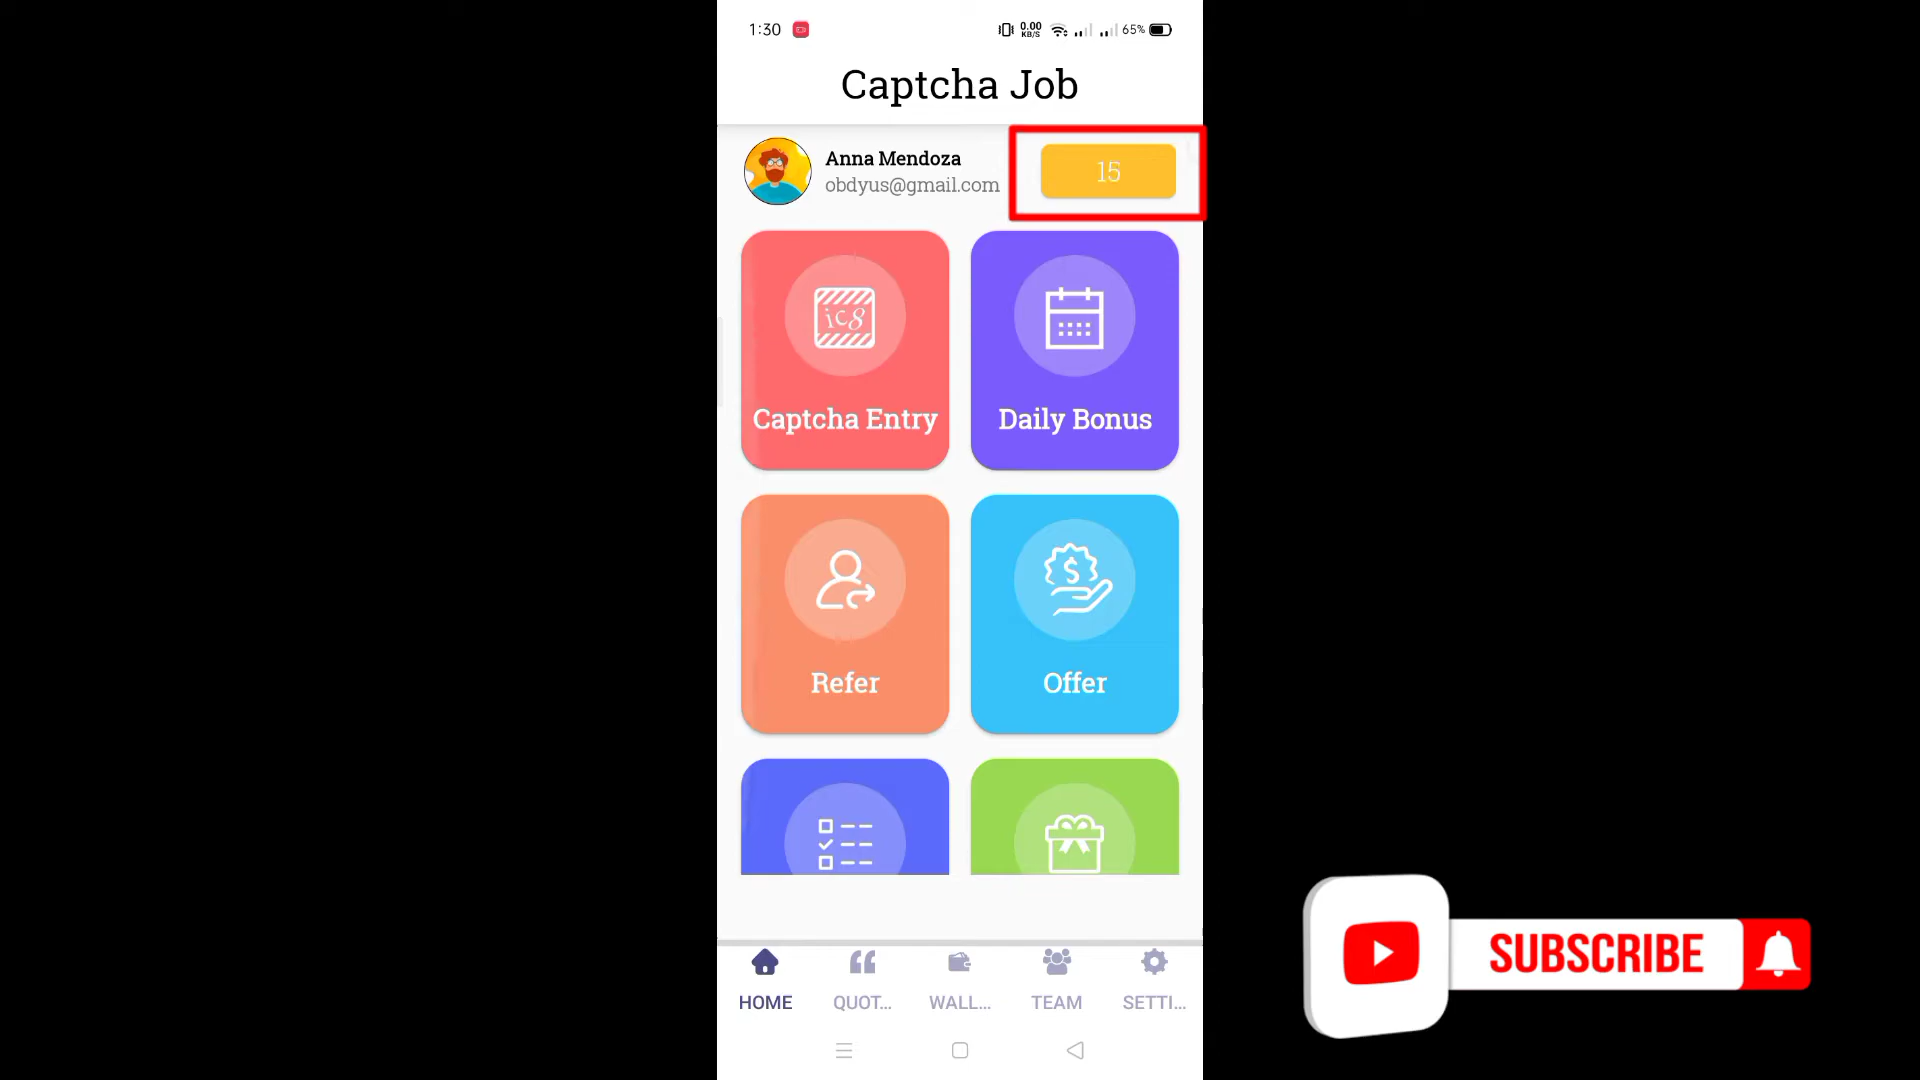 1:30
0.00
KB/S
65%
Captcha Job
Anna Mendoza
obdyus@gmail.com
15
ic8
Captcha Entry
Daily Bonus
$
Refer
Offer
HOME
QUOT...
WALL...
TEAM
SETTI...
SUBSCRIBE